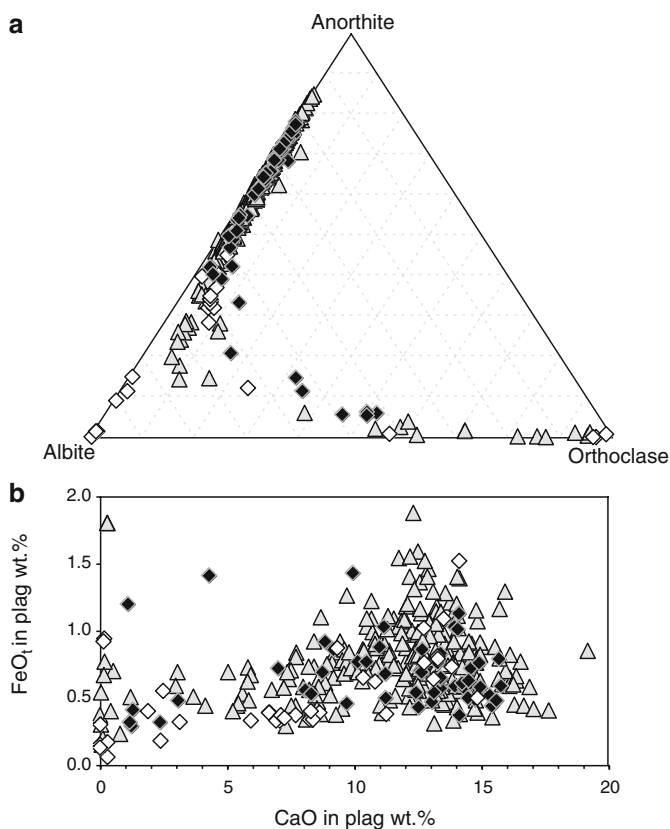 a
Anorthite
Albite
Orthoclase
b
2.0
1.5
1.0
0.5
0.0
FeOt in plag wt.%
0 5 10 15 20
CaO in plag wt.%